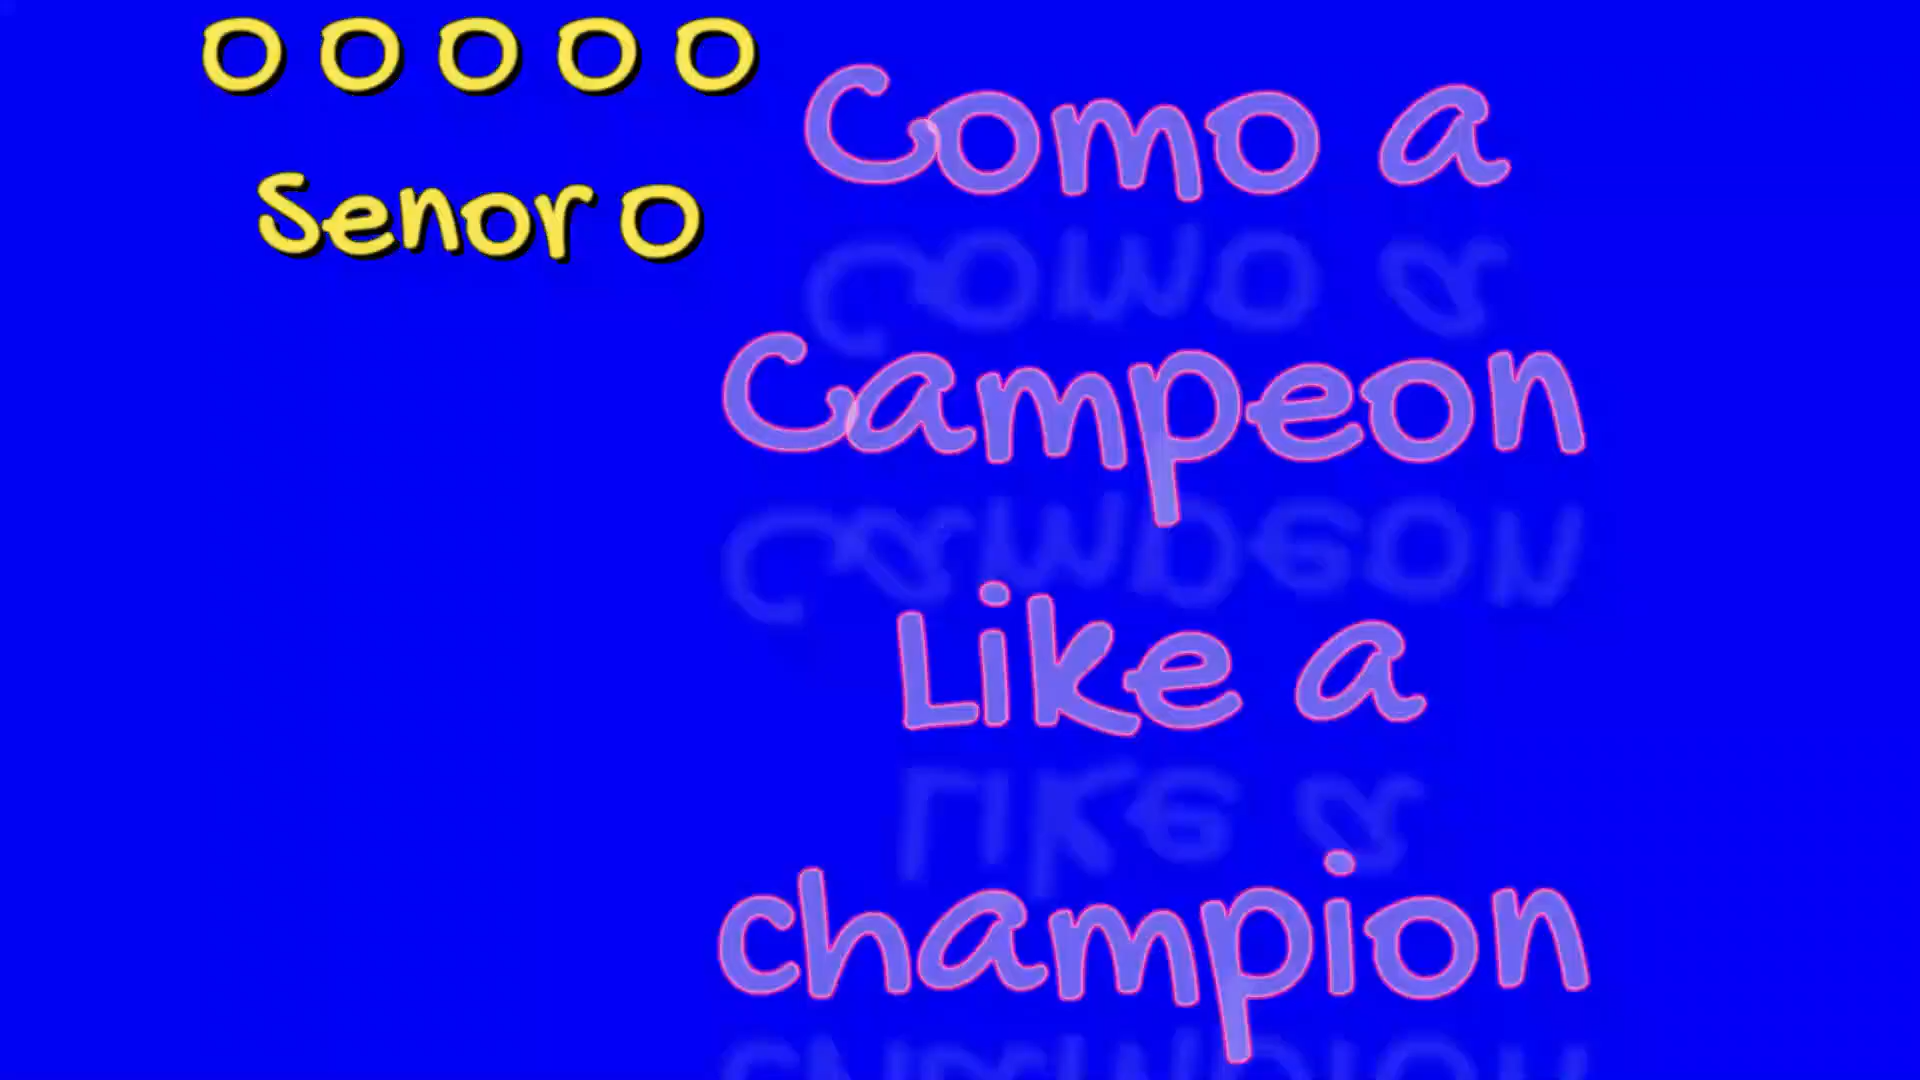 O O O O O
Senor O
Como a
Campeon
Like a
champion